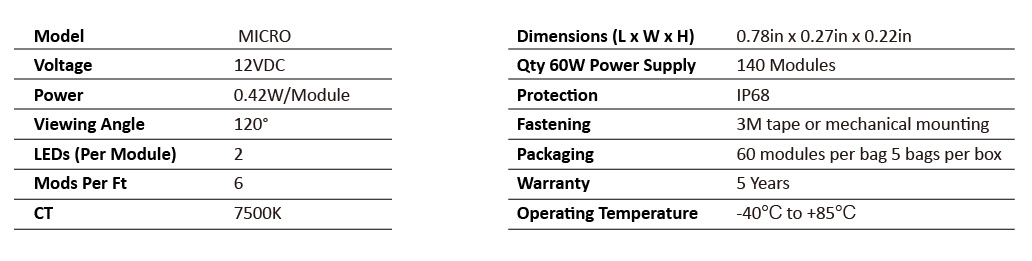 Model MICRO
Voltage 12VDC
Power 0.42W/Module
Viewing Angle 120°
LEDs (Per Module) 2
Mods Per Ft 6
CT 7500K
Dimensions (L x W x H) 0.78in x 0.27in x 0.22in
Qty 60W Power Supply 140 Modules
Protection IP68
Fastening 3M tape or mechanical mounting
Packaging 60 modules per bag 5 bags per box
Warranty 5 Years
Operating Temperature -40℃ to +85℃